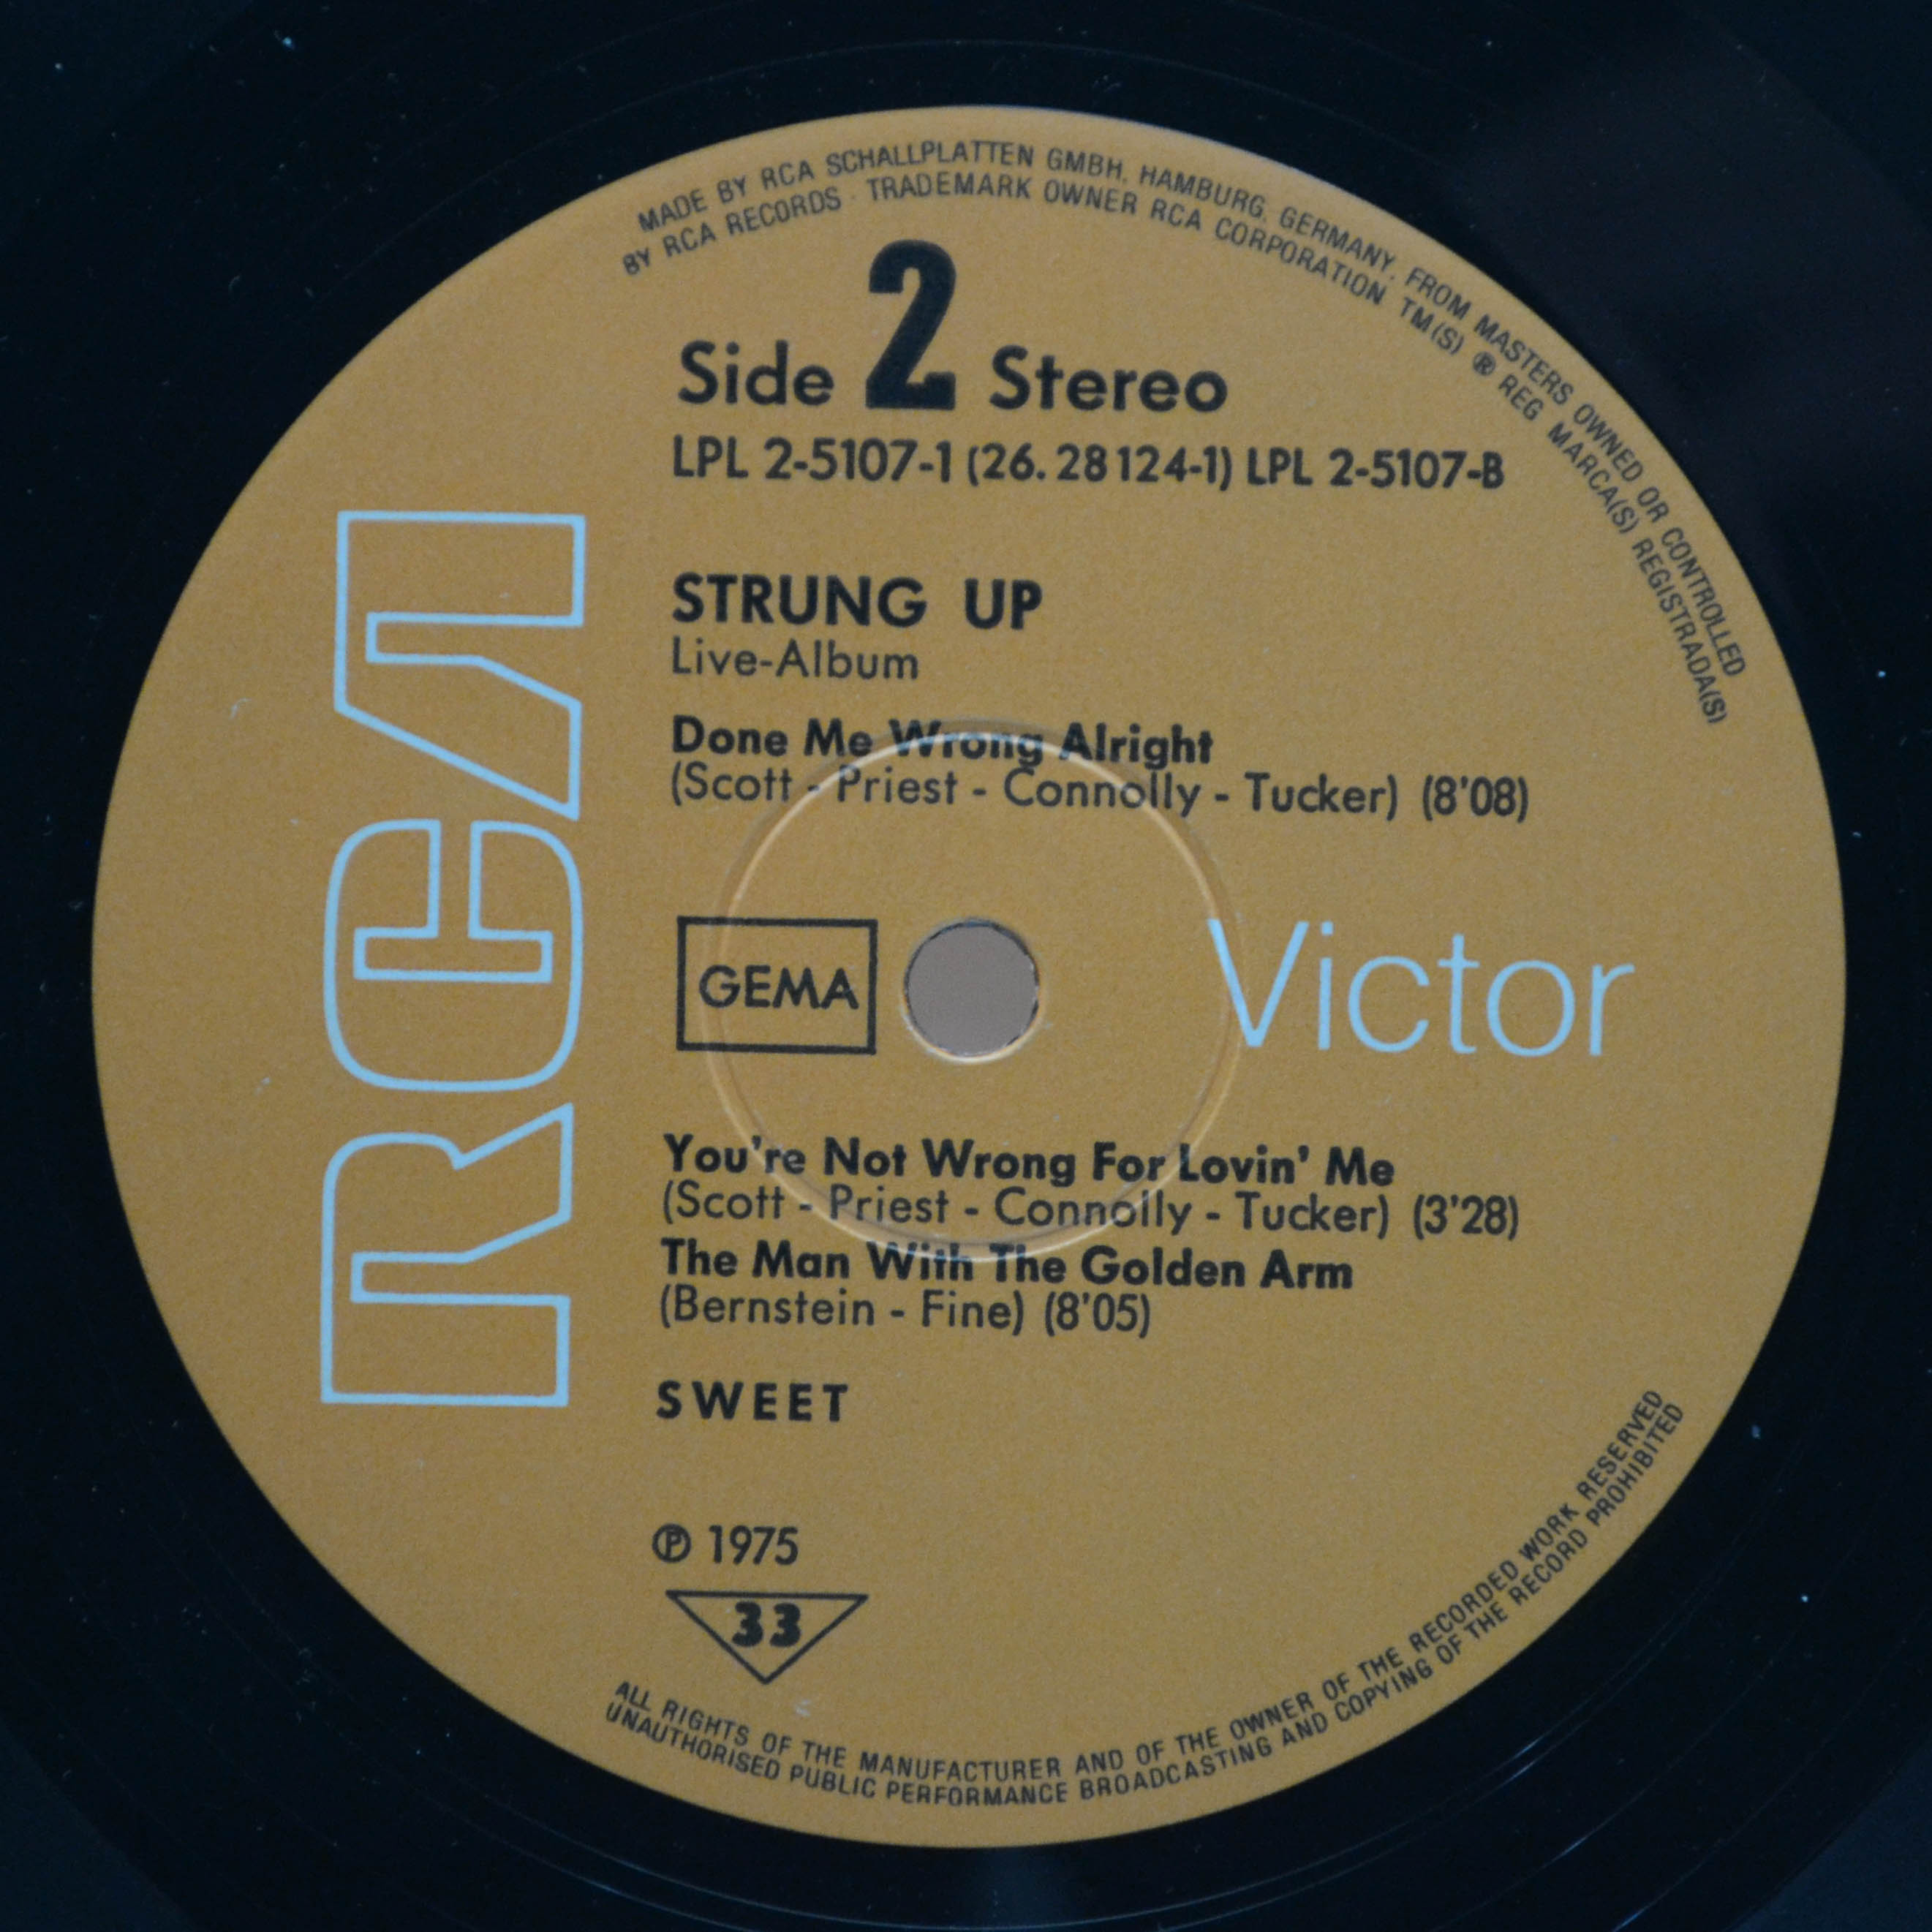 MADE BY RCA SCHALLPLATTEN GMBH, HAMBURG, GERMANY, FROM MASTERS OWNED OR CONTROLLED
BY RCA RECORDS · TRADEMARK OWNER RCA CORPORATION TM(S) ® REG MARCA(S) REGISTRADA(S)
Side 2 Stereo
LPL 2-5107-1 (26.28124-1) LPL 2-5107-B
STRUNG UP
Live-Album
Done Me Wrong Alright
(Scott - Priest - Connolly - Tucker) (8'08)
RCA
GEMA
Victor
You're Not Wrong For Lovin' Me
(Scott - Priest - Connolly - Tucker) (3'28)
The Man With The Golden Arm
(Bernstein - Fine) (8'05)
SWEET
℗ 1975
33
ALL RIGHTS OF THE MANUFACTURER AND OF THE OWNER OF THE RECORDED WORK RESERVED
UNAUTHORISED PUBLIC PERFORMANCE BROADCASTING AND COPYING OF THE RECORD PROHIBITED